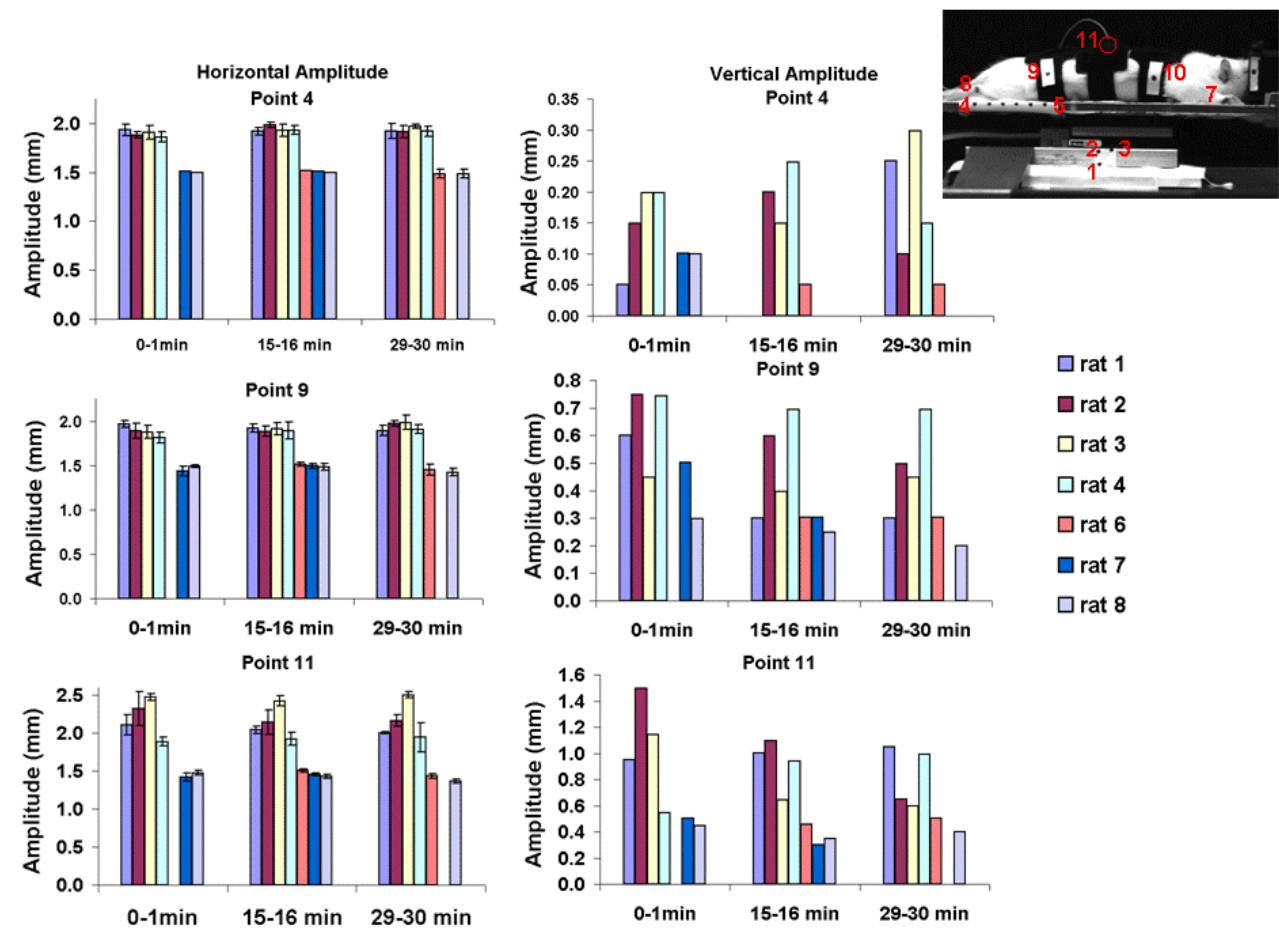 Horizontal Amplitude
Point 4
Amplitude (mm)
2.0
1.5
1.0
0.5
0.0
0-1min
15-16 min
29-30 min
Vertical Amplitude
Point 4
Amplitude (mm)
0.35
0.30
0.25
0.20
0.15
0.10
0.05
0.00
0-1min
15-16 min
29-30 min
11
9
10
8
7
4
5
2
3
1
Point 9
Amplitude (mm)
2.0
1.5
1.0
0.5
0.0
0-1min
15-16 min
29-30 min
Point 9
Amplitude (mm)
0.8
0.7
0.6
0.5
0.4
0.3
0.2
0.1
0.0
0-1min
15-16 min
29-30 min
rat 1
rat 2
rat 3
rat 4
rat 6
rat 7
rat 8
Point 11
Amplitude (mm)
2.5
2.0
1.5
1.0
0.5
0.0
0-1min
15-16 min
29-30 min
Point 11
Amplitude (mm)
1.6
1.4
1.2
1.0
0.8
0.6
0.4
0.2
0.0
0-1min
15-16 min
29-30 min